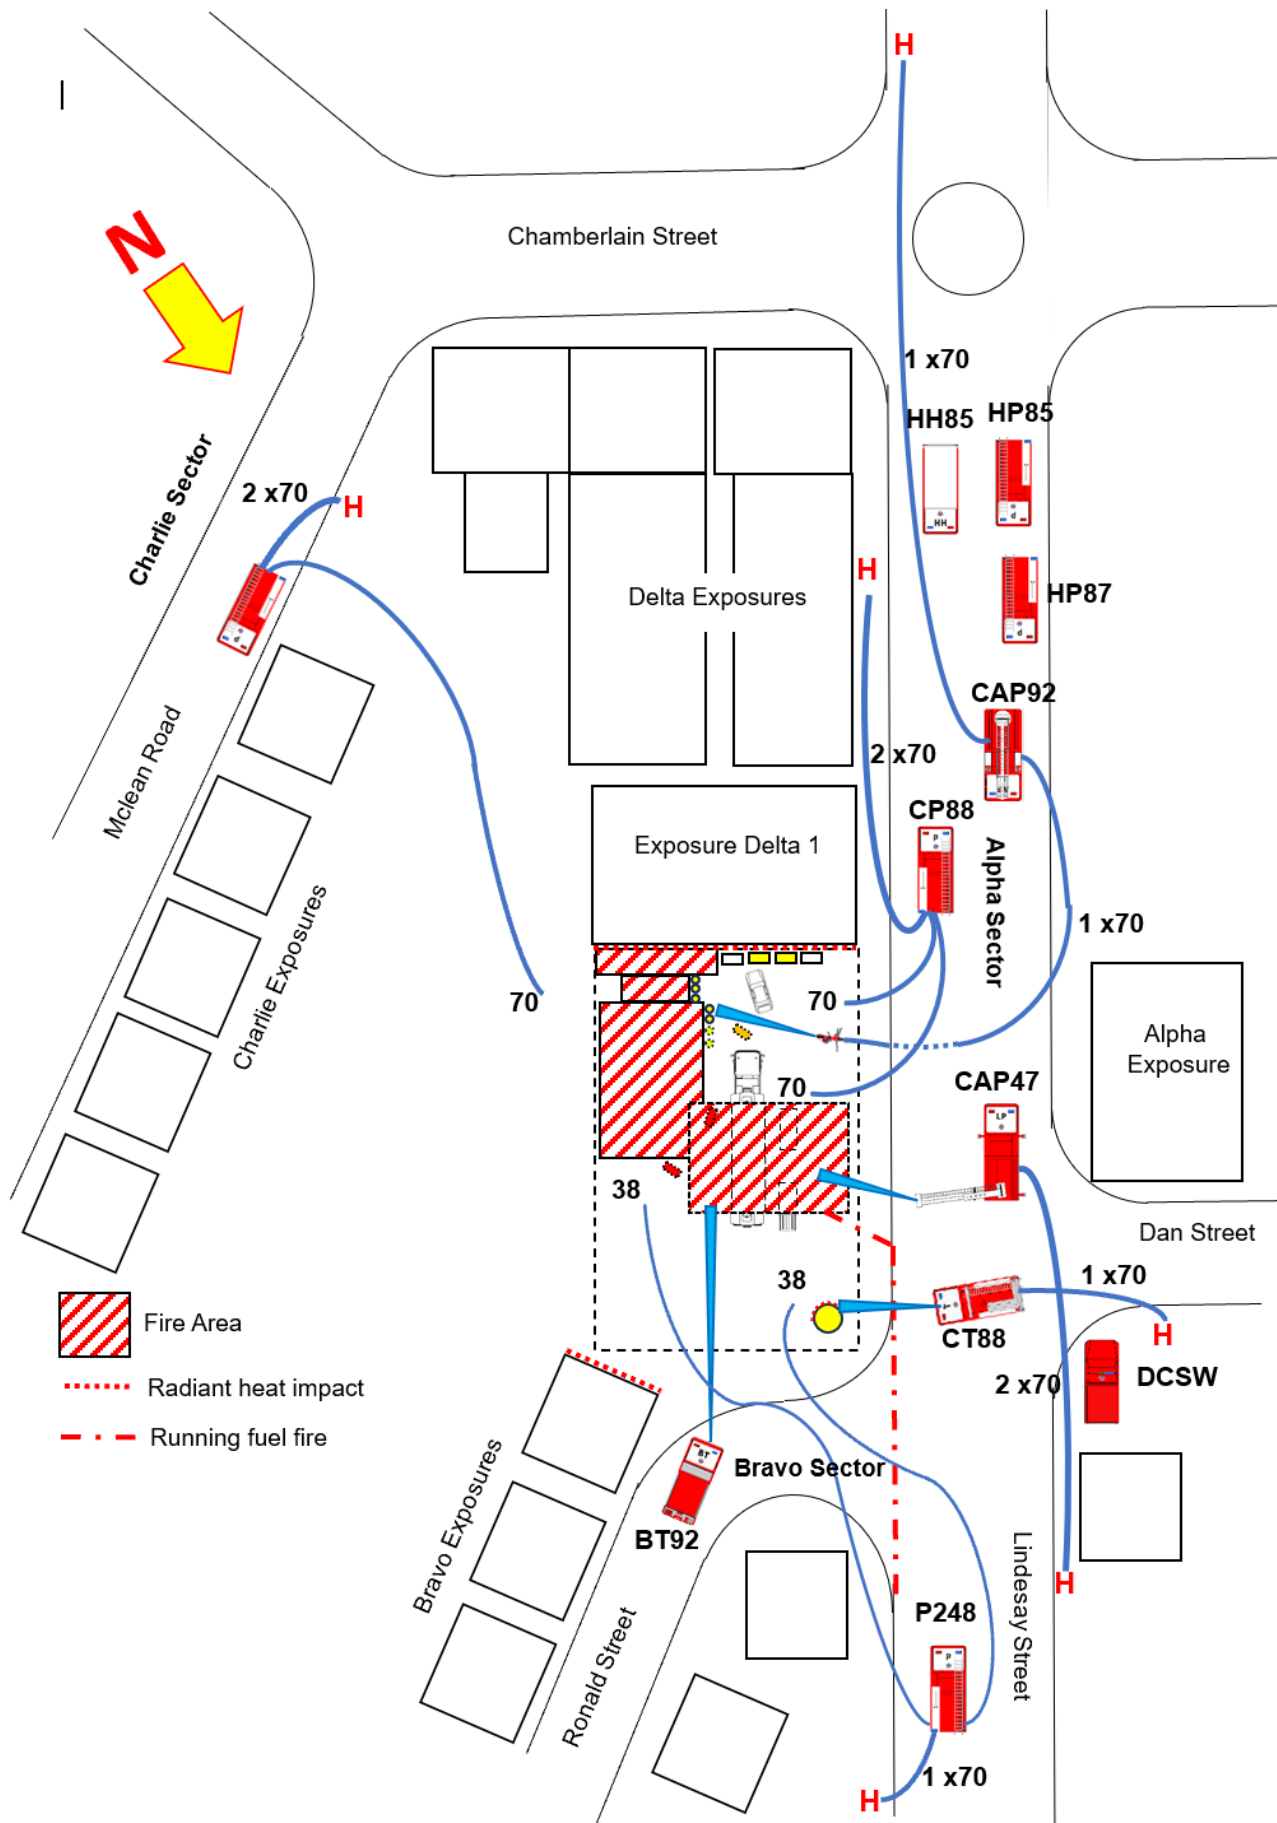 H
N
Chamberlain Street
1 x70
HH85
HP85
Charlie Sector
2 x70
H
HH
p
H
Delta Exposures
HP87
p
p
CAP92
Mclean Road
2 x70
CP88
p
Exposure Delta 1
Alpha Sector
Charlie Exposures
1 x70
70
70
Alpha
Exposure
CAP47
70
LP
38
Dan Street
38
1 x70
Fire Area
T
CT88
H
Radiant heat impact
2 x70
DCSW
Running fuel fire
BT
Bravo Sector
Bravo Exposures
BT92
Lindesay Street
H
P248
Ronald Street
p
1 x70
H